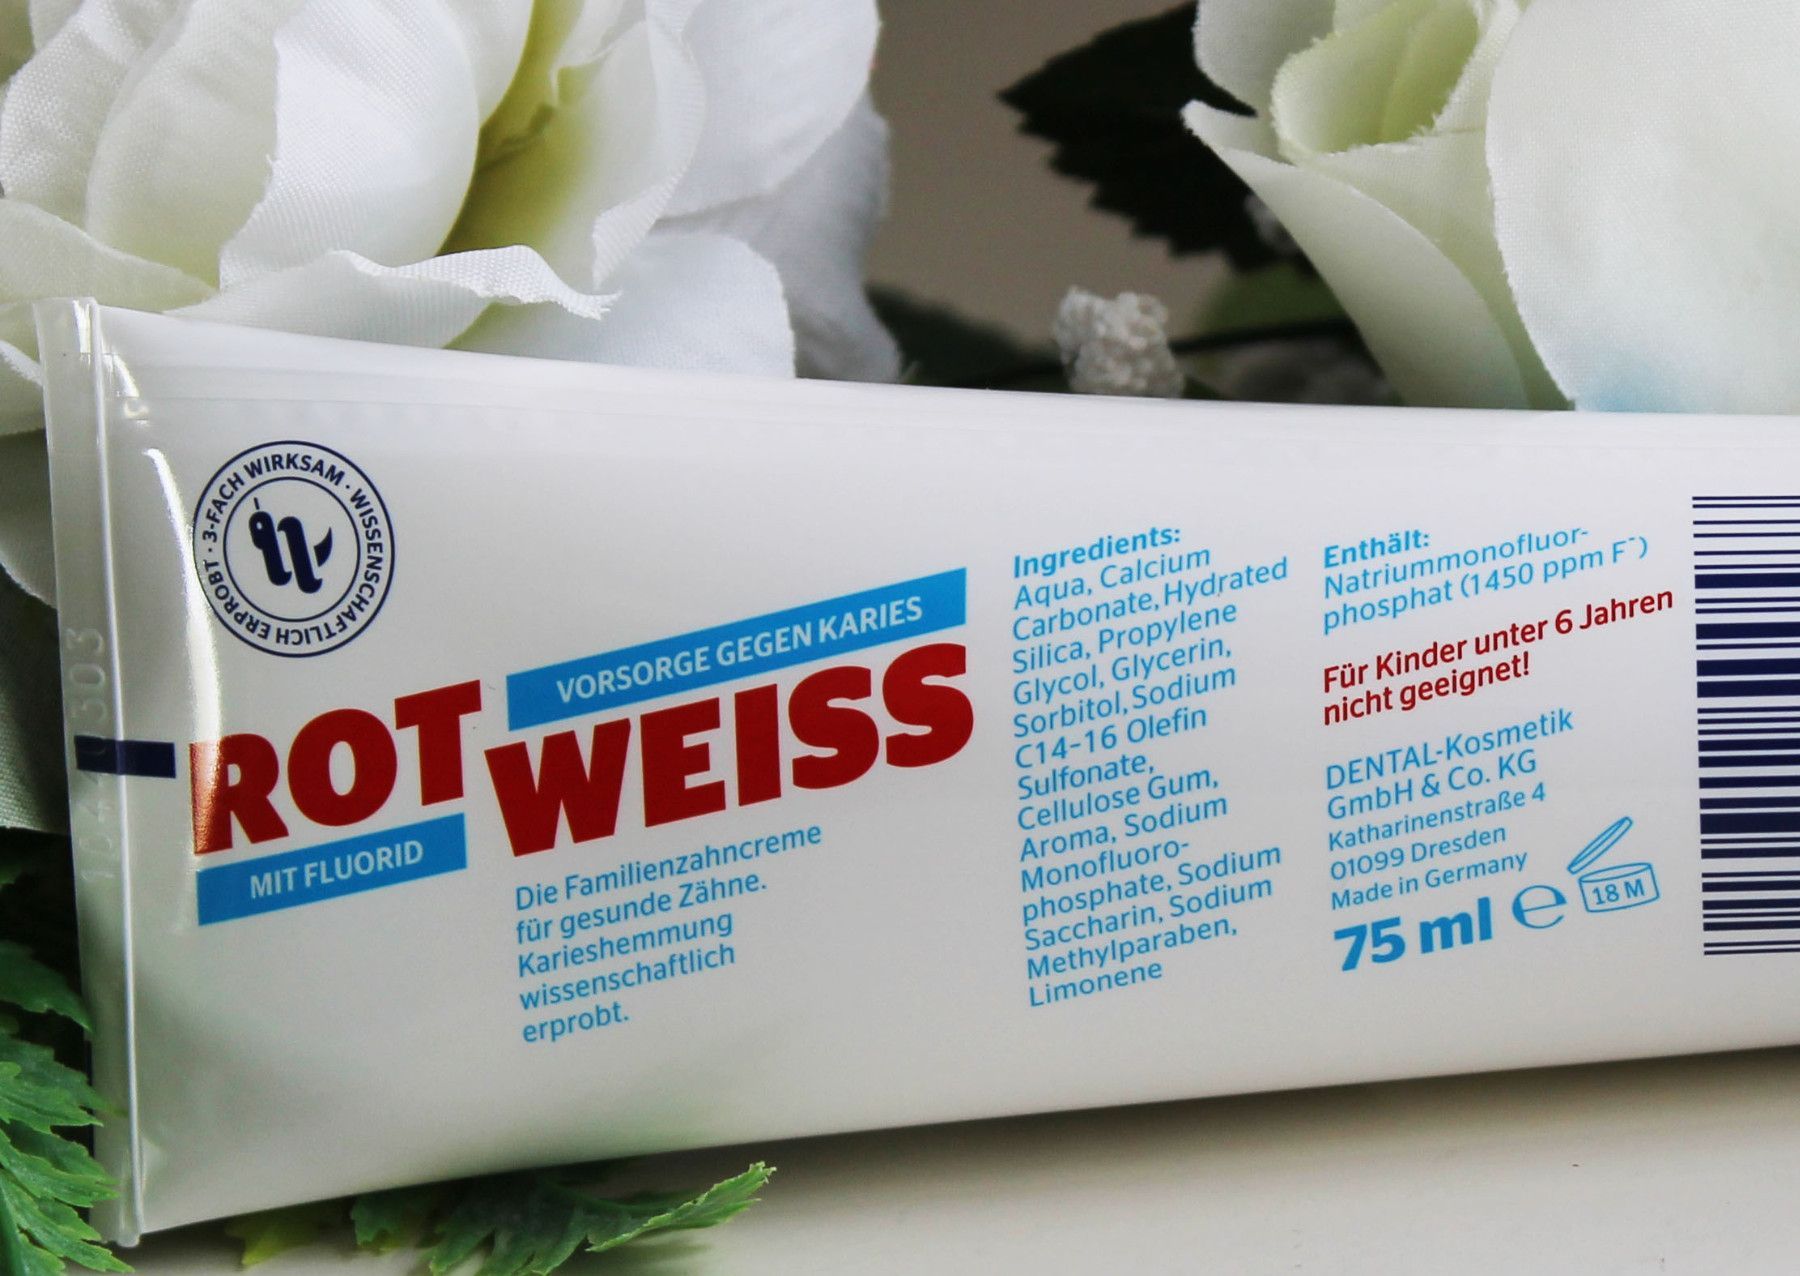 3-FACH WIRKSAM · WISSENSCHAFTLICH ERPROBT ·
VORSORGE GEGEN KARIES
ROT WEISS
MIT FLUORID
Die Familienzahncreme
für gesunde Zähne.
Karieshemmung
wissenschaftlich
erprobt.
Ingredients:
Aqua, Calcium
Carbonate, Hydrated
Silica, Propylene
Glycol, Glycerin,
Sorbitol, Sodium
C14-16 Olefin
Sulfonate,
Cellulose Gum,
Aroma, Sodium
Monofluoro-
phosphate, Sodium
Saccharin, Sodium
Methylparaben,
Limonene
Enthält:
Natriummonofluor-
phosphat (1450 ppm F⁻)
Für Kinder unter 6 Jahren
nicht geeignet!
DENTAL-Kosmetik
GmbH & Co. KG
Katharinenstraße 4
01099 Dresden
Made in Germany
75 ml ℮
18 M